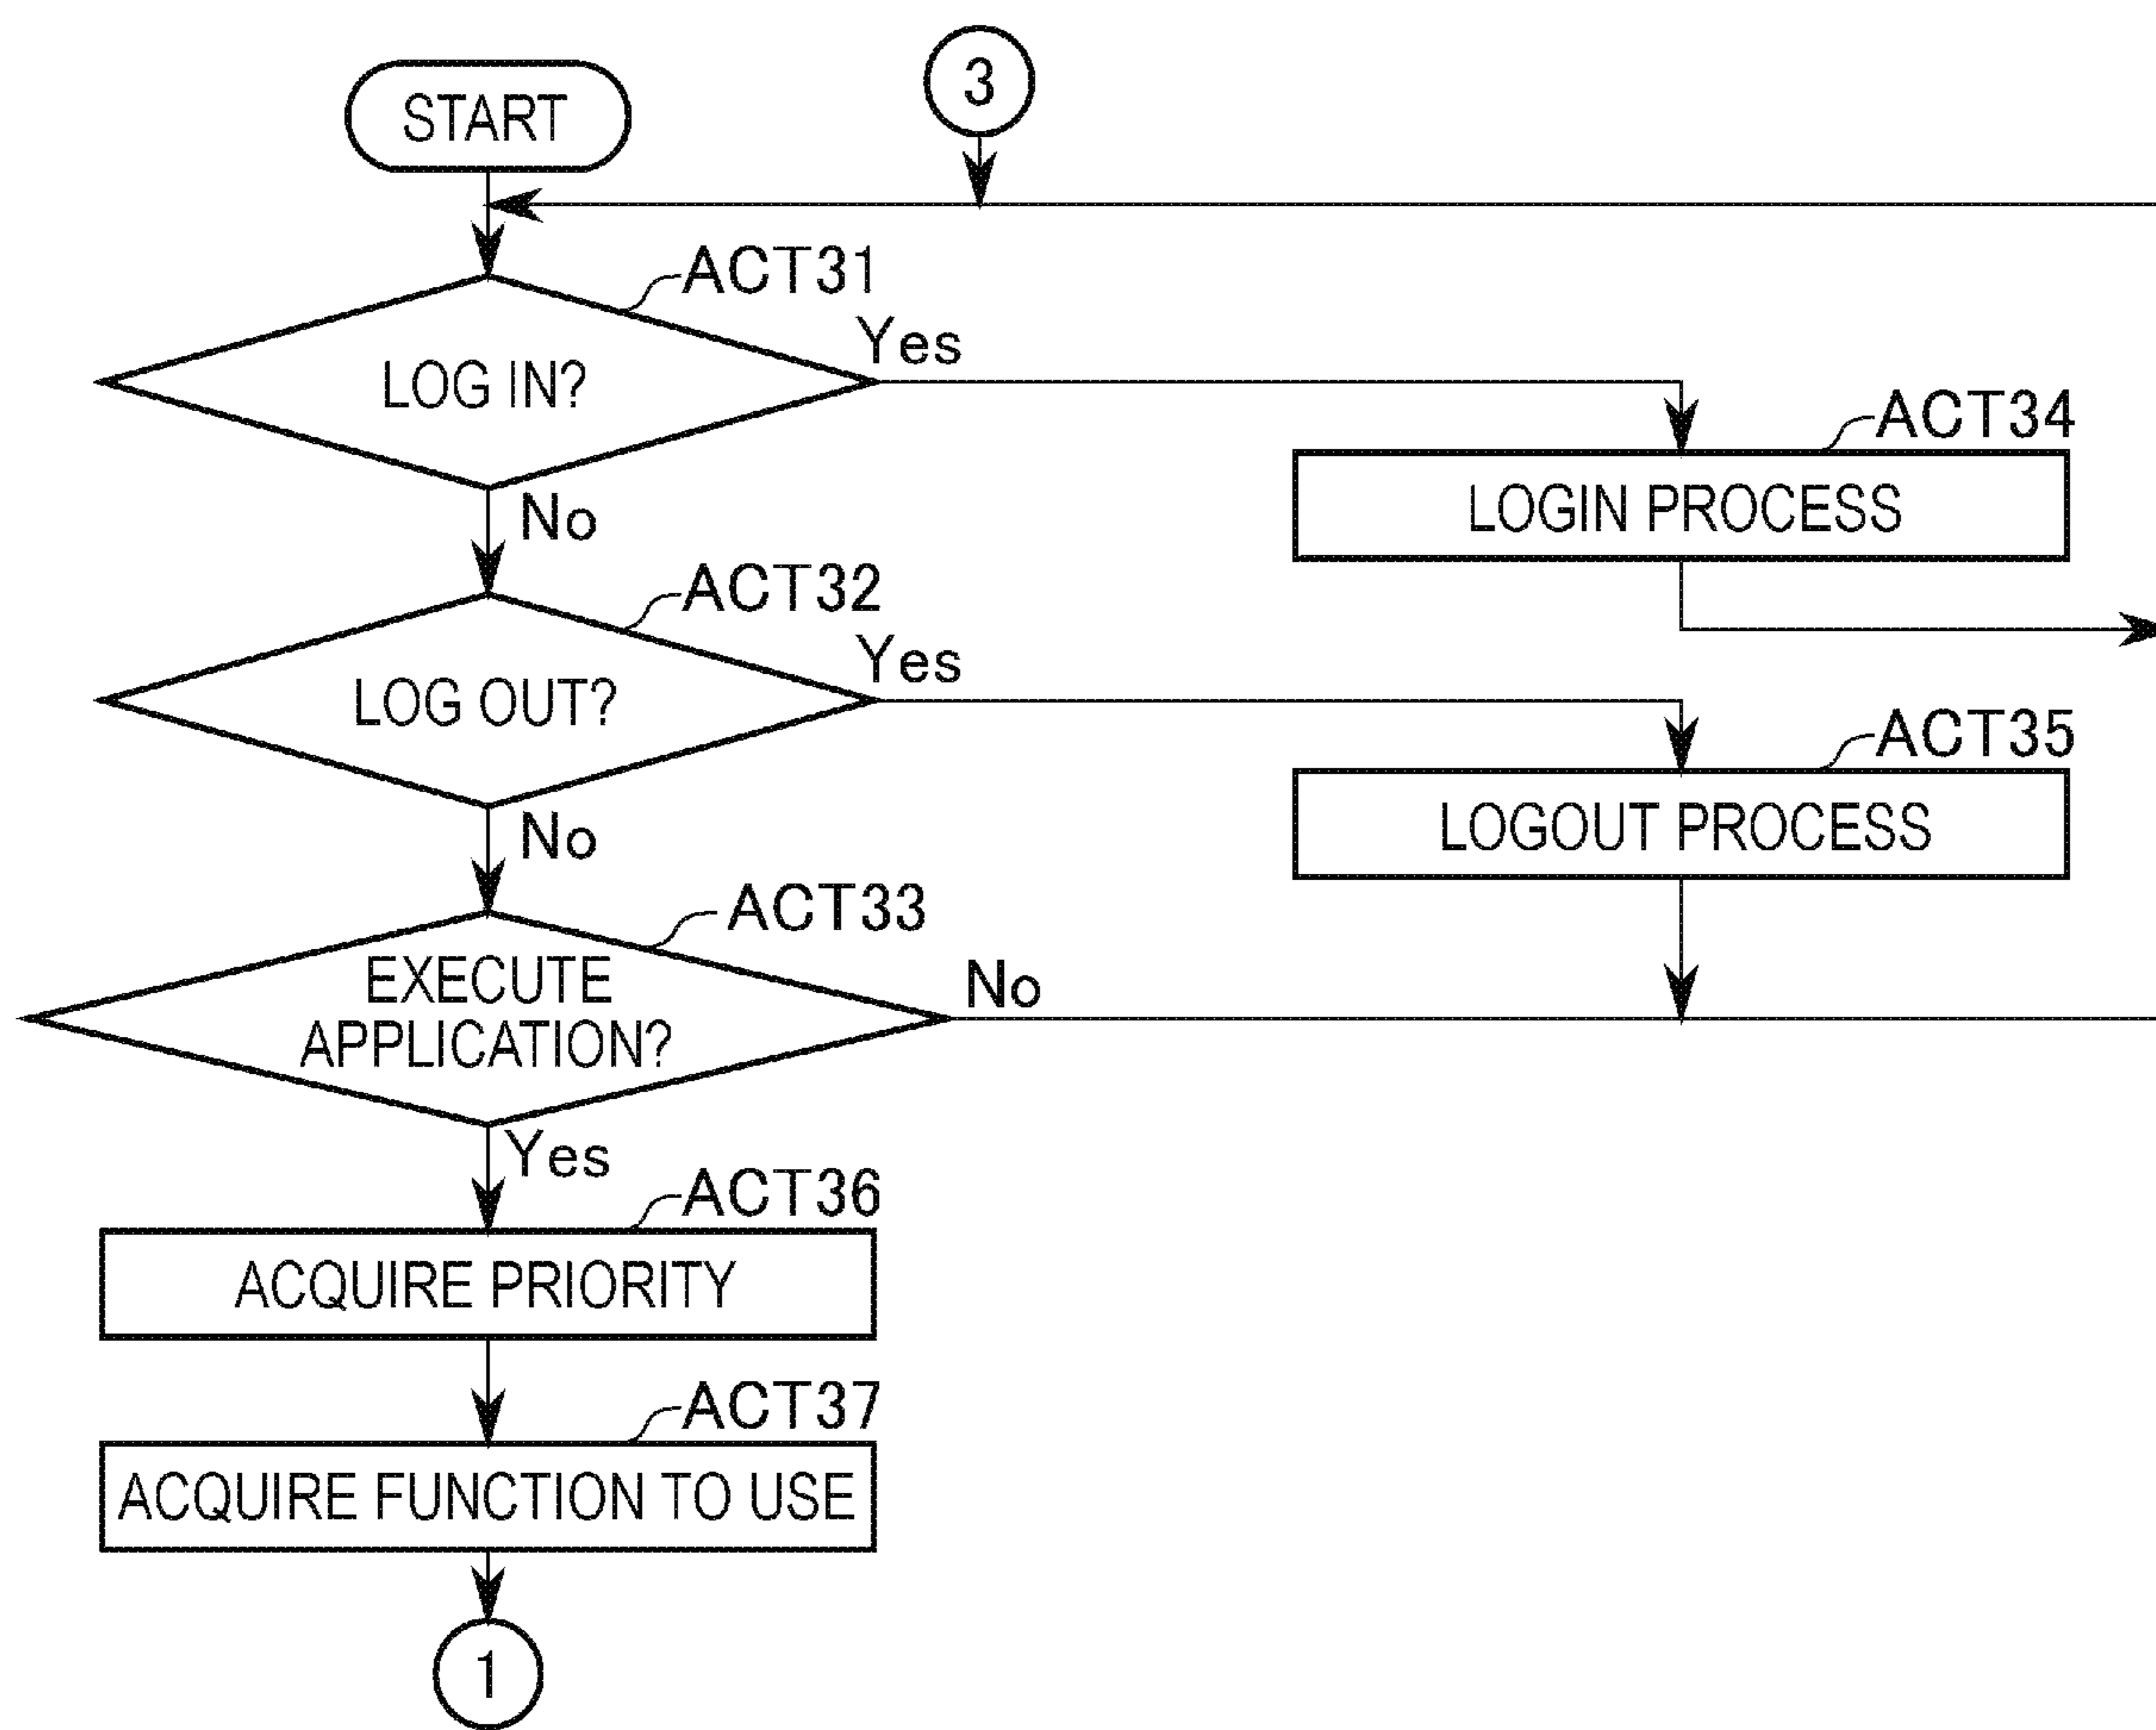 START
3
ACT31
LOG IN?
Yes
No
ACT34
LOGIN PROCESS
ACT32
LOG OUT?
Yes
No
ACT35
LOGOUT PROCESS
ACT33
EXECUTE
APPLICATION?
No
Yes
ACT36
ACQUIRE PRIORITY
ACT37
ACQUIRE FUNCTION TO USE
1